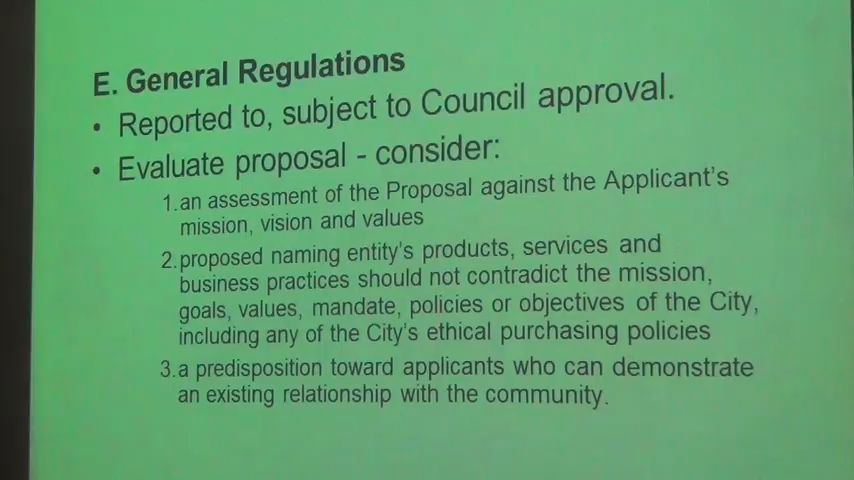 E. General Regulations
• Reported to, subject to Council approval.
• Evaluate proposal - consider:
1.an assessment of the Proposal against the Applicant's
mission, vision and values
2.proposed naming entity's products, services and
business practices should not contradict the mission,
goals, values, mandate, policies or objectives of the City,
including any of the City's ethical purchasing policies
3.a predisposition toward applicants who can demonstrate
an existing relationship with the community.